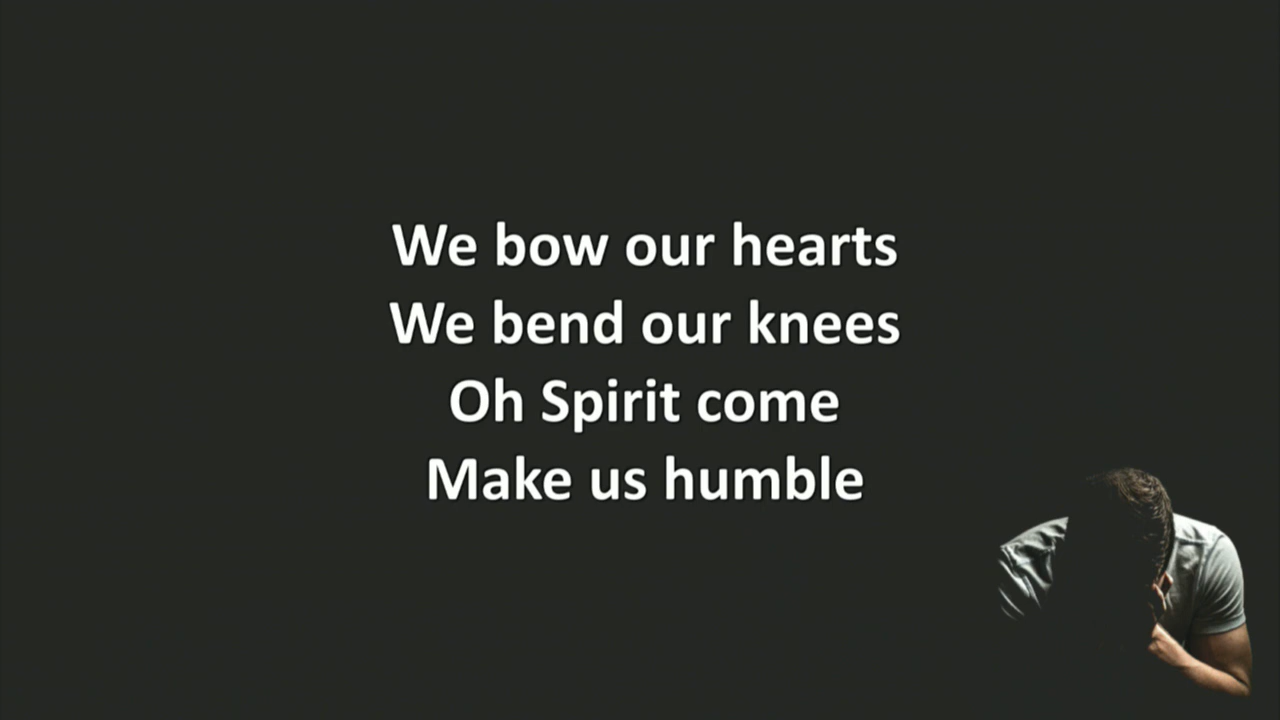 We bow our hearts
We bend our knees
Oh Spirit come
Make us humble